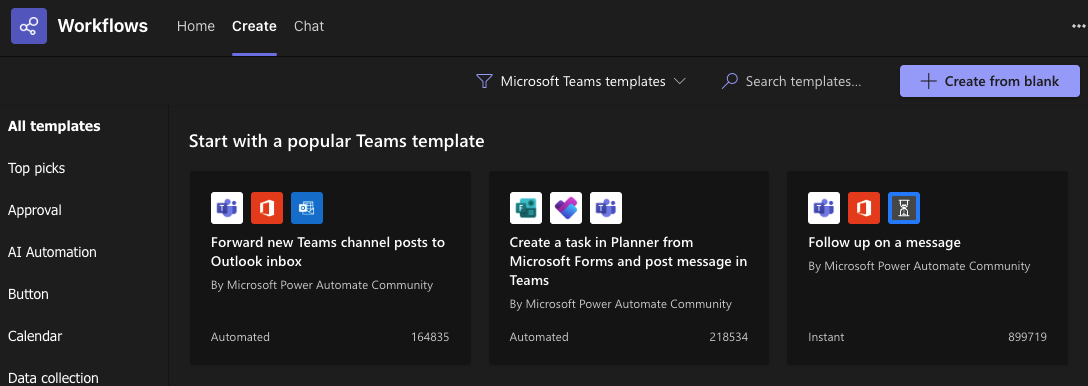 Workflows Home Create Chat
Microsoft Teams templates Search templates... Create from blank
All templates
Top picks
Approval
AI Automation
Button
Calendar
Data collection
Start with a popular Teams template
Forward new Teams channel posts to
Outlook inbox
By Microsoft Power Automate Community
Automated 164835
Create a task in Planner from
Microsoft Forms and post message in
Teams
By Microsoft Power Automate Community
Automated 218534
Follow up on a message
By Microsoft Power Automate Community
Instant 899719